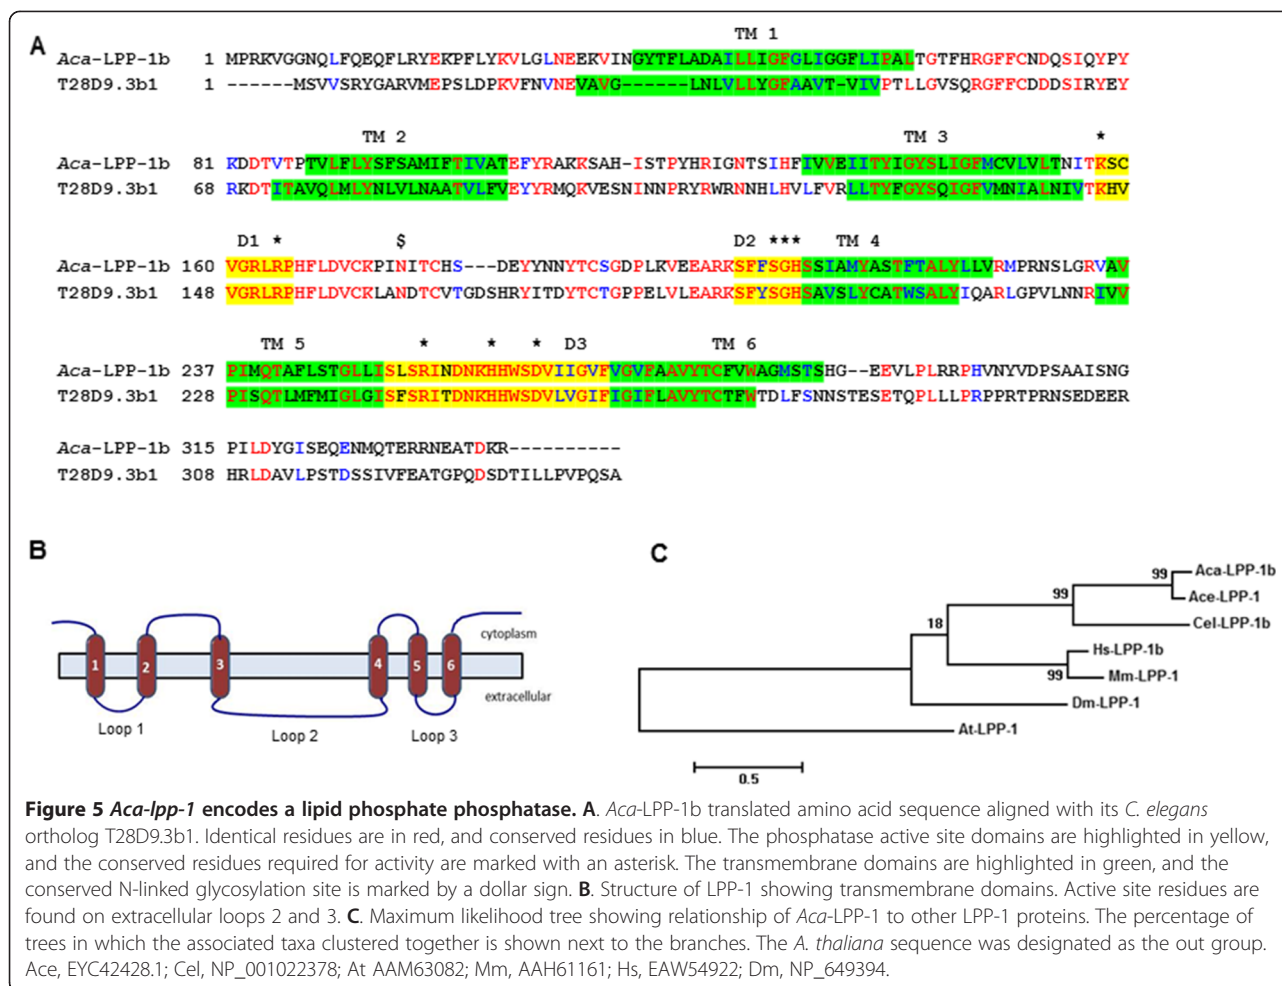 A
TM 1
Aca-LPP-1b 1 MPRKVGGNQLFQEQFLRYEKPFLYKVLGLNEEKVINGYTFLADAILLIGFGLIGGFLIPALTGTFHRGFFCNDQSIQYPY
T28D9.3b1 1 ------MSVVSRYGARVMEPSLDPKVFNVNEVAVG------LNLVLLYGFAAVT-VIVPTLLGVSQRGFFCDDDSIRYEY
TM 2 TM 3 *
Aca-LPP-1b 81 KDDTVTPTVLFLYSFSAMIFTIVATEFYRAKKSAH-ISTPYHRIGNTSIHFIVVEIITYIGYSLIGFMCVLVLTNITKSC
T28D9.3b1 68 RKDTITAVQLMLYNLVLNAATVLFVEYYRMQKVESNINNPRYRWRNNHLHVLFVRLLTYFGYSQIGFVMNIALNIVTKHV
D1 * $ D2 *** TM 4
Aca-LPP-1b 160 VGRLRPHFLDVCKPINITCHS---DEYYNNYTCSGDPLKVEEARKSFFSGHSSIAMYASTFTALYLLVRMPRNSLGRVAV
T28D9.3b1 148 VGRLRPHFLDVCKLANDTCVTGDSHRYITDYTCTGPPELVLEARKSFYSGHSAVSLYCATWSALYIQARLGPVLNNRIVV
TM 5 * * * D3 TM 6
Aca-LPP-1b 237 PIMQTAFLSTGLLISLSRINDNKHHWSDVIIGVFVGVFAAVYTCFVWAGMSTSHG--EEVLPLRRPHVNYVDPSAAISNG
T28D9.3b1 228 PISQTLMFMIGLGISFSRITDNKHHWSDVLVGIFIGIFLAVYTCTFWTDLFSNNSTESETQPLLLPRPPRTPRNSEDEER
Aca-LPP-1b 315 PILDYGISEQENMQTERRNEATDKR----------
T28D9.3b1 308 HRLDAVLPSTDSSIVFEATGPQDSDTILLPVPQSA
B
cytoplasm
1 2 3 4 5 6
extracellular
Loop 1 Loop 2 Loop 3
C
99 Aca-LPP-1b
99 Ace-LPP-1
Cel-LPP-1b
18
Hs-LPP-1b
99 Mm-LPP-1
Dm-LPP-1
At-LPP-1
0.5
Figure 5 Aca-lpp-1 encodes a lipid phosphate phosphatase. A. Aca-LPP-1b translated amino acid sequence aligned with its C. elegans
ortholog T28D9.3b1. Identical residues are in red, and conserved residues in blue. The phosphatase active site domains are highlighted in yellow,
and the conserved residues required for activity are marked with an asterisk. The transmembrane domains are highlighted in green, and the
conserved N-linked glycosylation site is marked by a dollar sign. B. Structure of LPP-1 showing transmembrane domains. Active site residues are
found on extracellular loops 2 and 3. C. Maximum likelihood tree showing relationship of Aca-LPP-1 to other LPP-1 proteins. The percentage of
trees in which the associated taxa clustered together is shown next to the branches. The A. thaliana sequence was designated as the out group.
Ace, EYC42428.1; Cel, NP_001022378; At AAM63082; Mm, AAH61161; Hs, EAW54922; Dm, NP_649394.